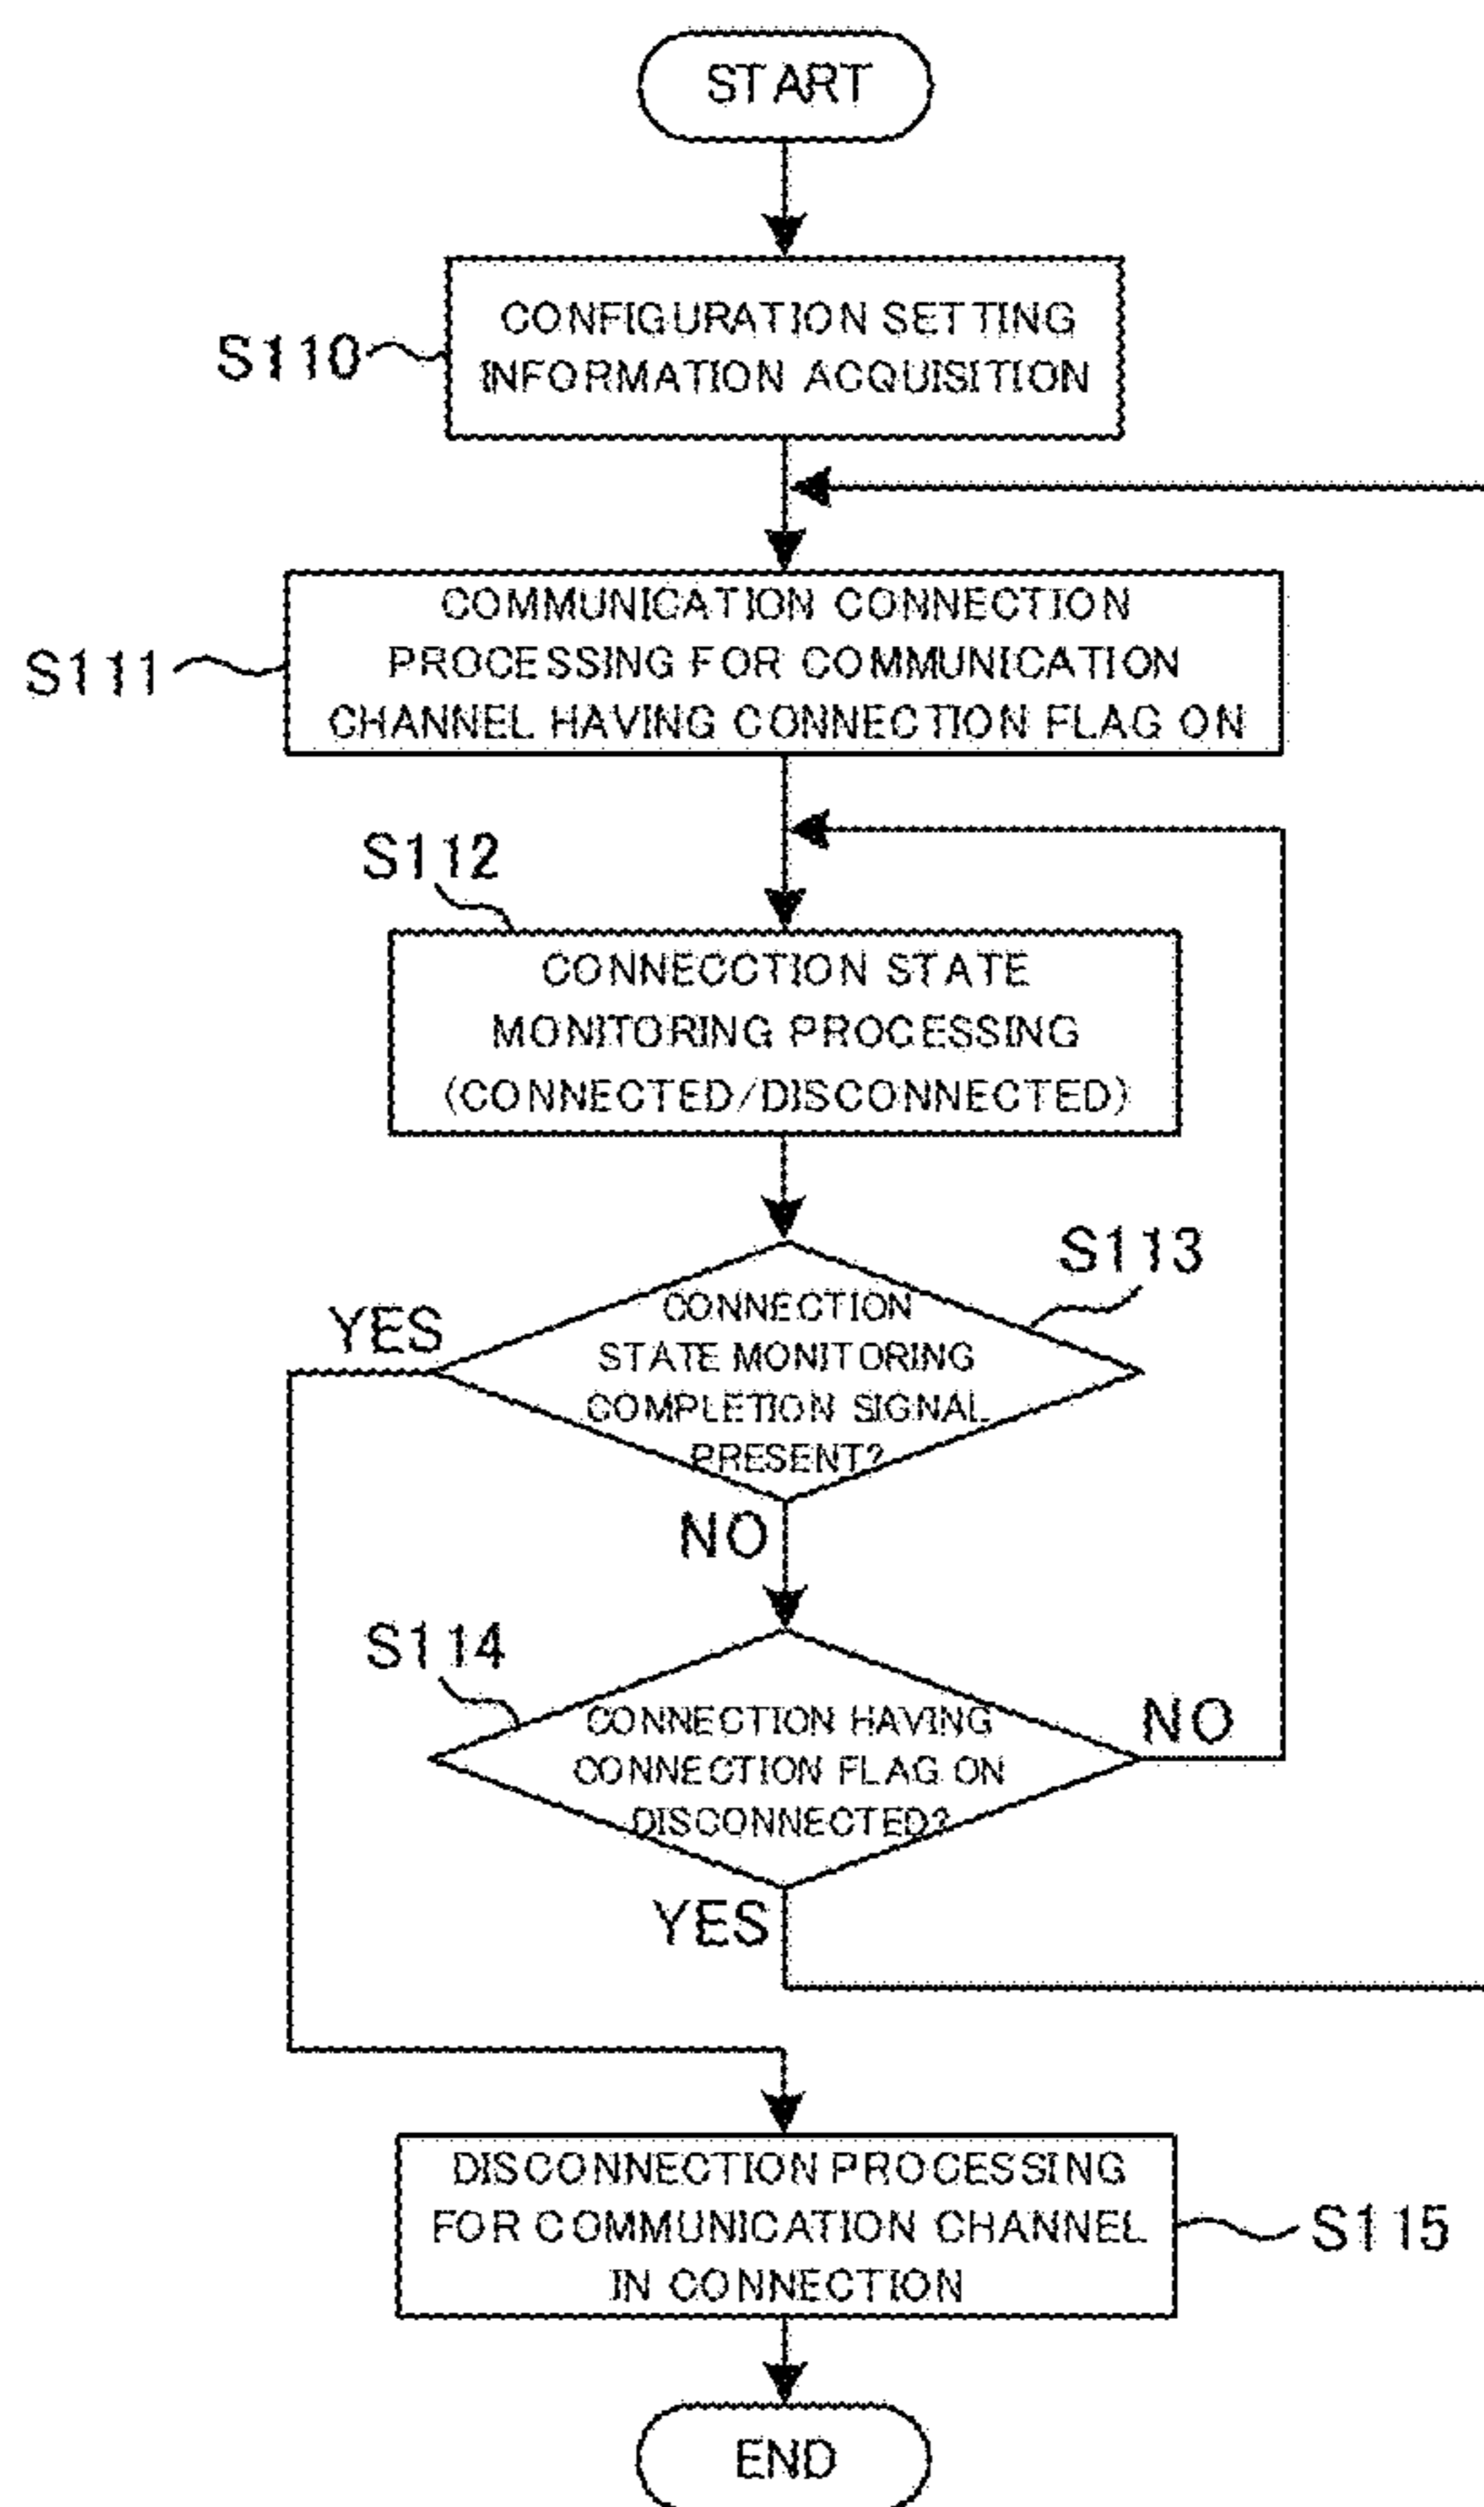 START
S110
CONFIGURATION SETTING
INFORMATION ACQUISITION
S111
COMMUNICATION CONNECTION
PROCESSING FOR COMMUNICATION
CHANNEL HAVING CONNECTION FLAG ON
S112
CONNECCTION STATE
MONITORING PROCESSING
(CONNECTED/DISCONNECTED)
S113
YES
CONNECTION
STATE MONITORING
COMPLETION SIGNAL
PRESENT?
NO
S114
CONNECTION HAVING
CONNECTION FLAG ON
DISCONNECTED?
NO
YES
DISCONNECTION PROCESSING
FOR COMMUNICATION CHANNEL
IN CONNECTION
S115
END